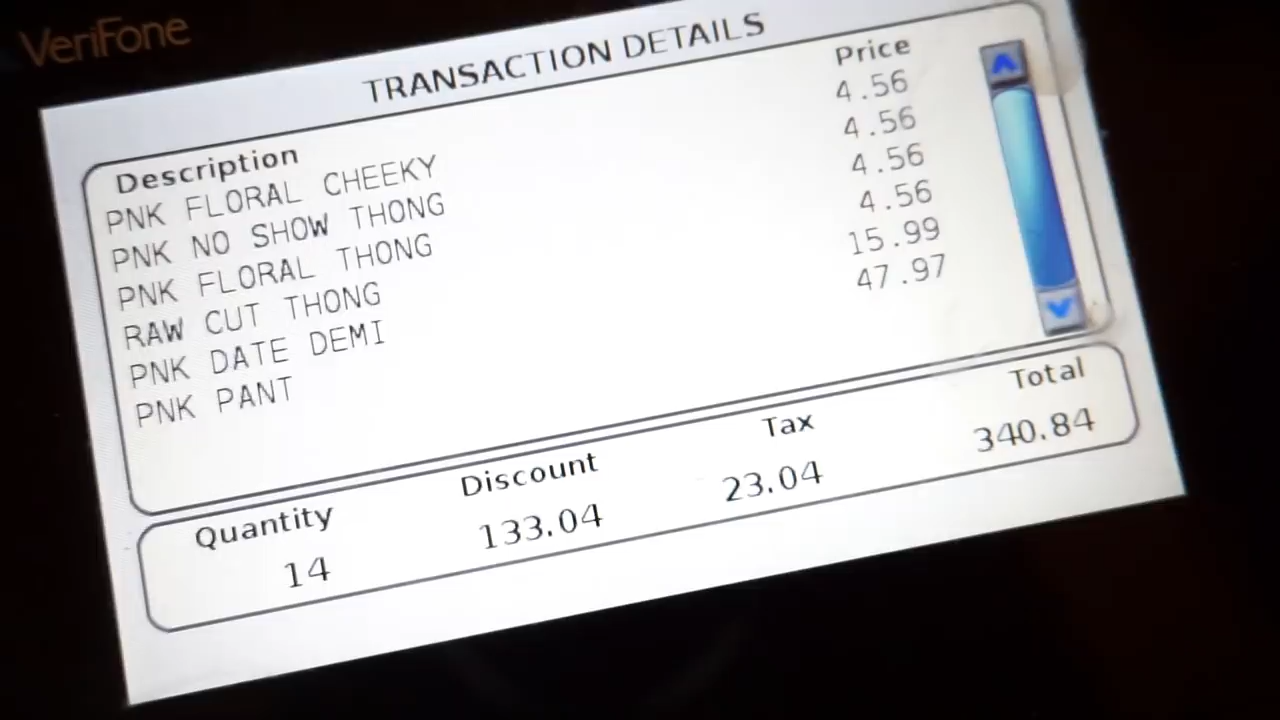 VeriFone
TRANSACTION DETAILS
Description Price
PNK FLORAL CHEEKY 4.56
PNK NO SHOW THONG 4.56
PNK FLORAL THONG 4.56
RAW CUT THONG 4.56
PNK DATE DEMI 15.99
PNK PANT 47.97
Quantity Discount Tax Total
14 133.04 23.04 340.84